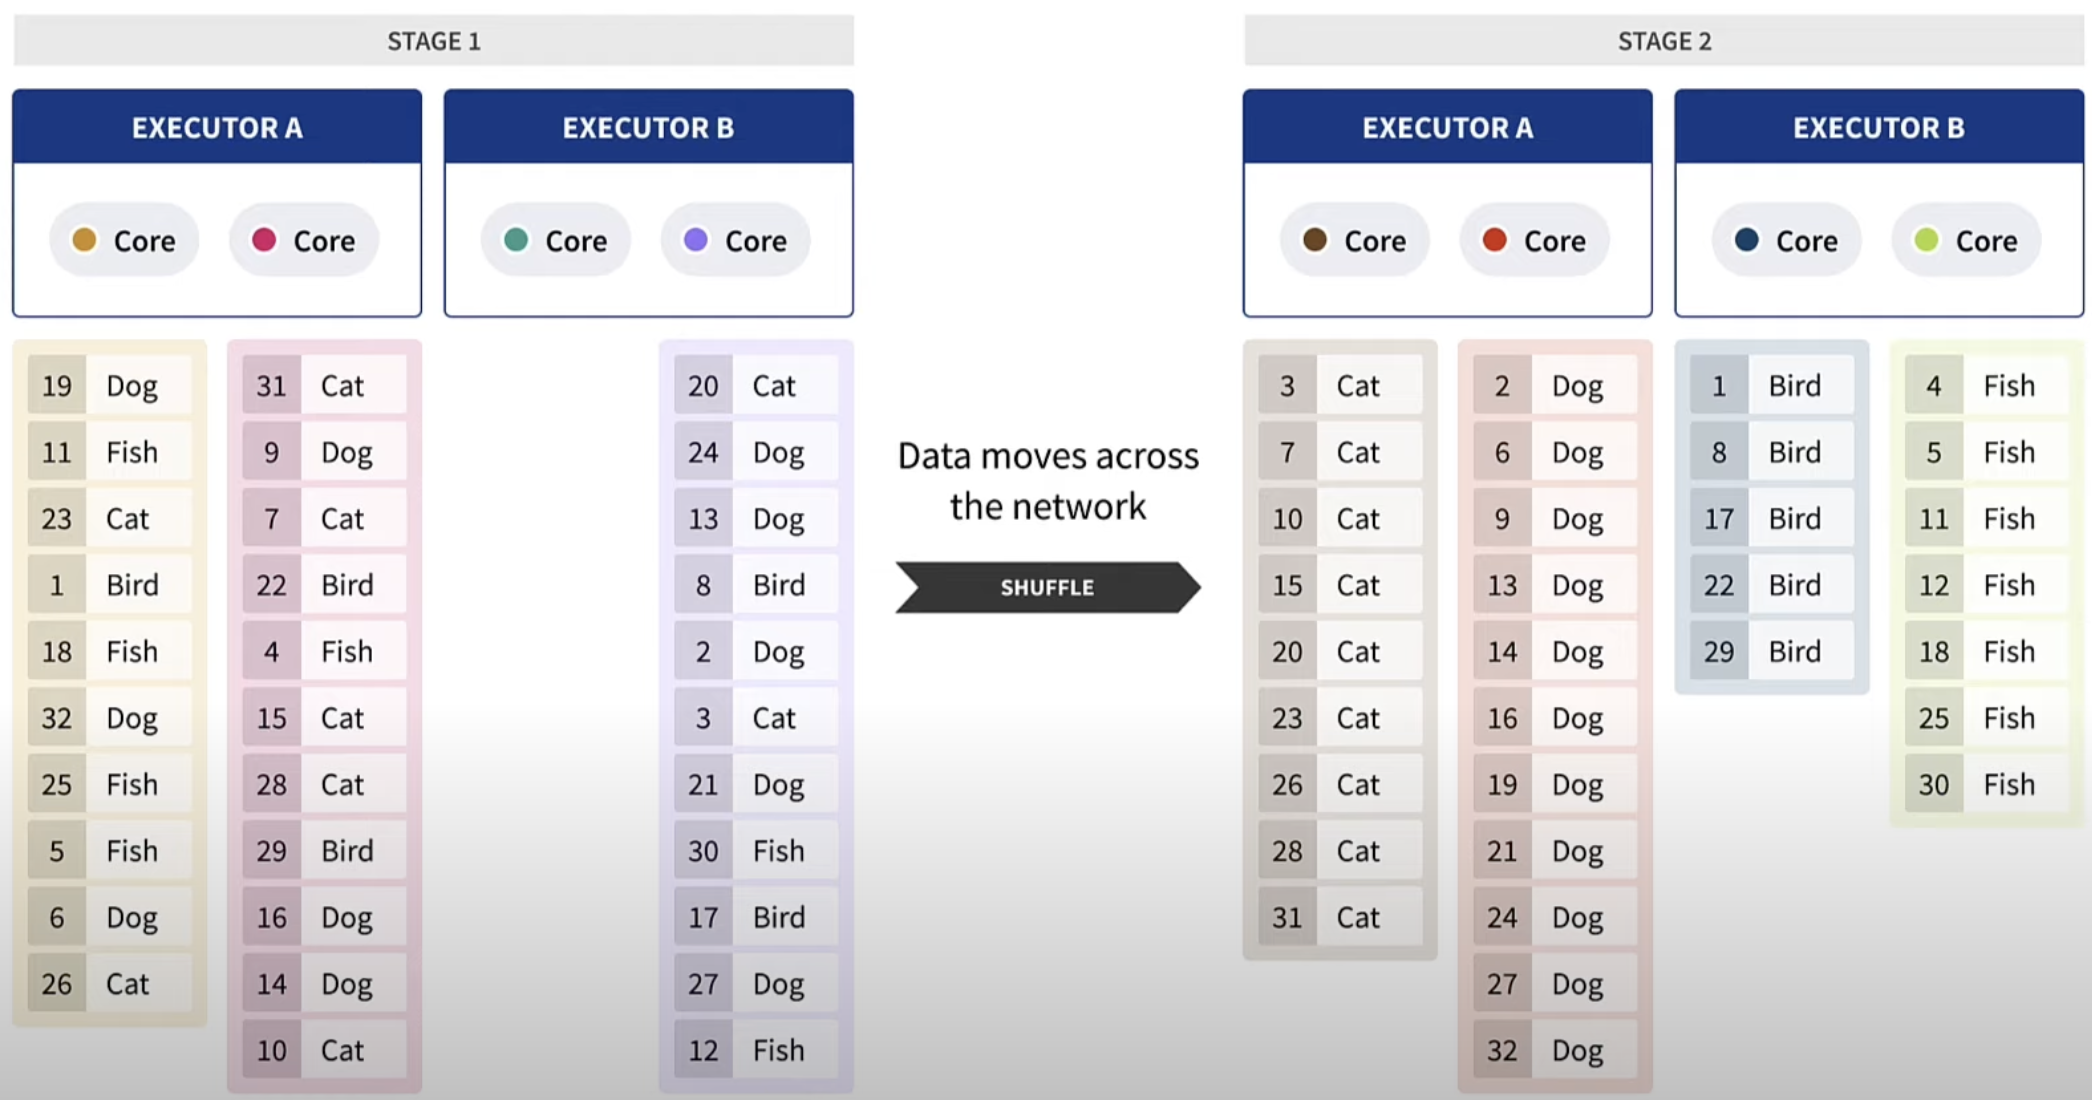 STAGE 1
EXECUTOR A
Core
Core
EXECUTOR B
Core
Core
19 Dog
11 Fish
23 Cat
1 Bird
18 Fish
32 Dog
25 Fish
5 Fish
6 Dog
26 Cat
31 Cat
9 Dog
7 Cat
22 Bird
4 Fish
15 Cat
28 Cat
29 Bird
16 Dog
14 Dog
10 Cat
20 Cat
24 Dog
13 Dog
8 Bird
2 Dog
3 Cat
21 Dog
30 Fish
17 Bird
27 Dog
12 Fish
Data moves across
the network
SHUFFLE
STAGE 2
EXECUTOR A
Core
Core
EXECUTOR B
Core
Core
3 Cat
7 Cat
10 Cat
15 Cat
20 Cat
23 Cat
26 Cat
28 Cat
31 Cat
2 Dog
6 Dog
9 Dog
13 Dog
14 Dog
16 Dog
19 Dog
21 Dog
24 Dog
27 Dog
32 Dog
1 Bird
8 Bird
17 Bird
22 Bird
29 Bird
4 Fish
5 Fish
11 Fish
12 Fish
18 Fish
25 Fish
30 Fish